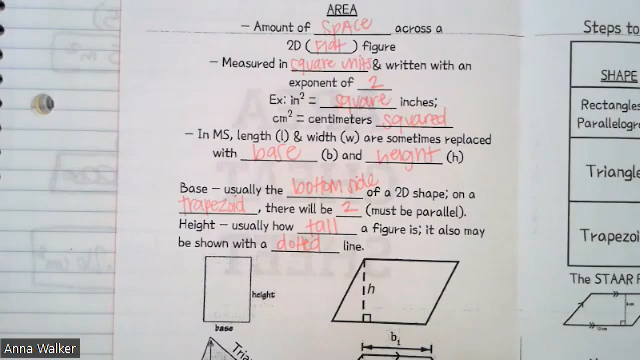 AREA
- Amount of space across a
2D (flat) figure
- Measured in square units & written with an
exponent of 2
Ex: in² = square inches;
cm² = centimeters squared
- In MS, length (l) & width (w) are sometimes replaced
with base (b) and height (h)
Base - usually the bottom side of a 2D shape; on a
trapezoid, there will be 2 (must be parallel).
Height - usually how tall a figure is; it also may
be shown with a dotted line.
height
base
h
b₁
Tria
Steps to
SHAPE
Rectangles
Parallelogr
Triangle
Trapezoi
The STAAR
Anna Walker